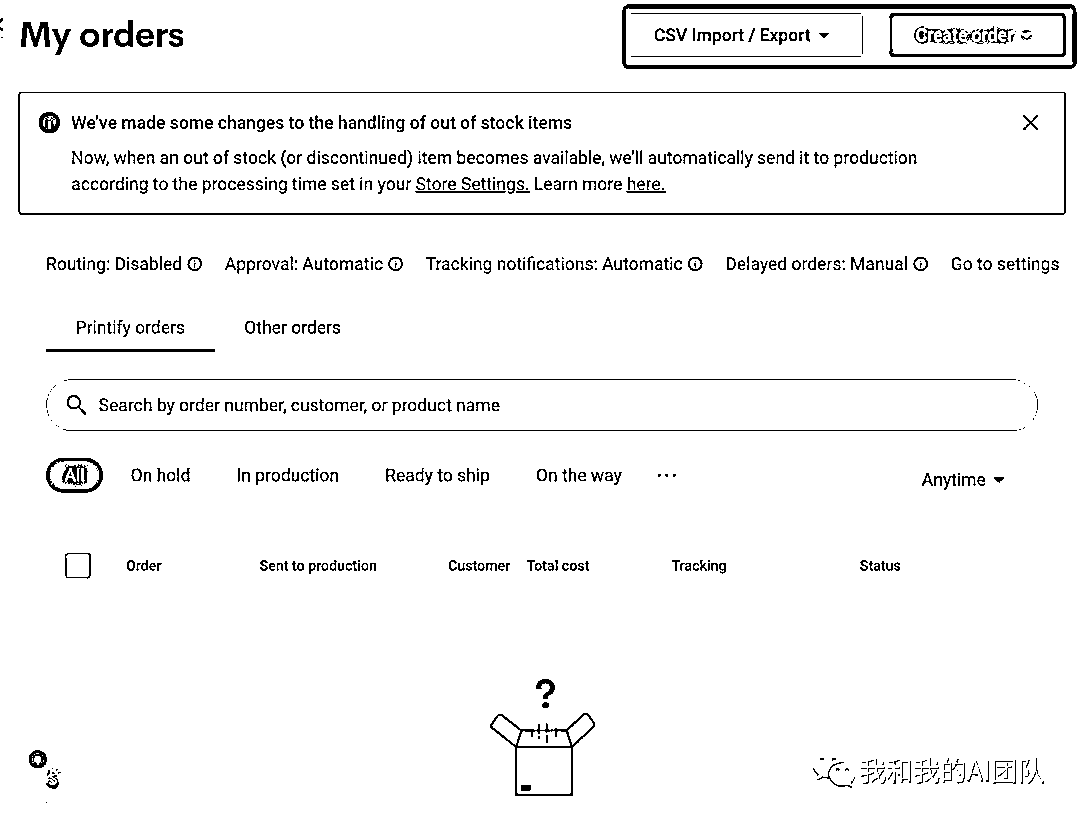 My orders
CSV Import / Export
Create order
We've made some changes to the handling of out of stock items
Now, when an out of stock (or discontinued) item becomes available, we'll automatically send it to production
according to the processing time set in your Store Settings. Learn more here.
Routing: Disabled Approval: Automatic Tracking notifications: Automatic Delayed orders: Manual Go to settings
Printify orders Other orders
Search by order number, customer, or product name
All On hold In production Ready to ship On the way ... Anytime
Order Sent to production Customer Total cost Tracking Status
?
我和我的AI团队